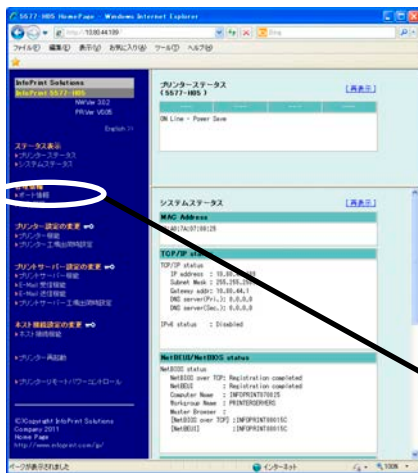 5577-H05 HomePage - Windows Internet Explorer
ファイル(F) 編集(E) 表示(V) お気に入り(A) ツール(T) ヘルプ(H)
InfoPrint Solutions
InfoPrint 5577-H05
NWVer 3.0.2
PRVer V0.05
English >>
ステータス表示
プリンターステータス
システムステータス
ポート情報
プリンター設定の変更
プリンター機能
プリンター工場出荷時設定
プリントサーバー設定の変更
プリントサーバー機能
E-Mail 受信機能
E-Mail 送信機能
プリントサーバー工場出荷時設定
ホスト接続設定の変更
ホスト接続機能
プリンター再起動
プリンターリモートパワーコントロール
(C)Copyright InfoPrint Solutions
Company 2011
Home Page
http://www.infoprint.com/jp/
プリンターステータス
(5577-H05 )
[再表示]
ON Line - Power Save
システムステータス
[再表示]
MAC Address
TCP/IP status
TCP/IP status
IP address :
Subnet Mask : 255.255.
Gateway addr: 10.80.44.1
DNS server(Pri.): 0.0.0.0
DNS server(Sec.): 0.0.0.0
IPv6 status : Disabled
NetBEUI/NetBIOS status
NetBIOS status
NetBIOS over TCP: Registration completed
NetBEUI : Registration completed
Computer Name : INFOPRINT070815
Workgroup Name : PRINTERSERVERS
Master Browser :
[NetBIOS over TCP] :INFOPRINT00015C
[NetBEUI] :INFOPRINT00015C
ページが表示されました
インターネット
100%